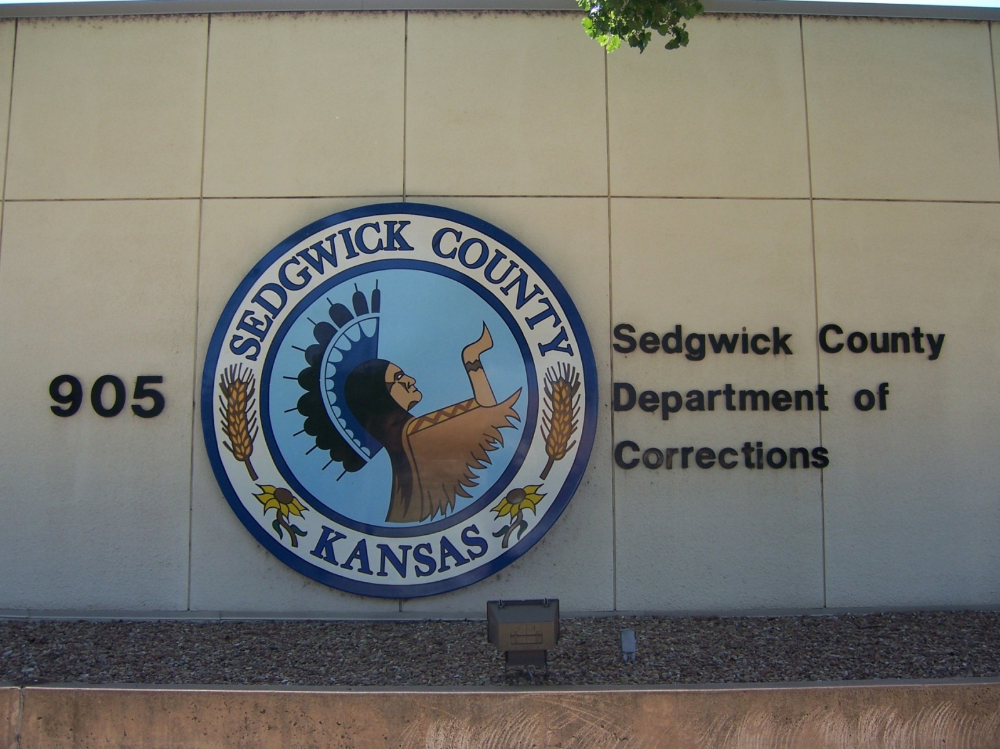 905
SEDGWICK COUNTY
KANSAS
Sedgwick County
Department of
Corrections